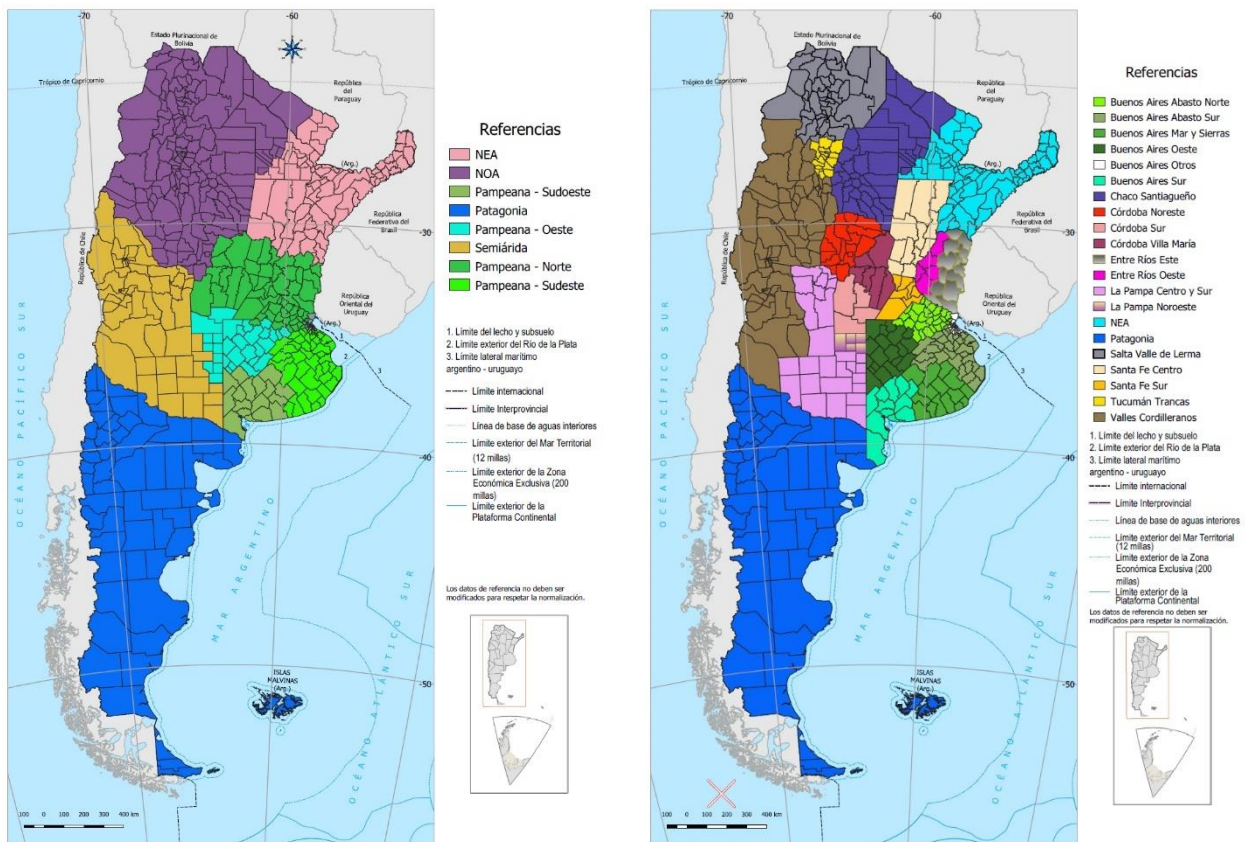 -70
-60
Estado Plurinacional de
Bolivia
Trópico de Capricornio
República
del
Paraguay
(Arg.)
República
Federativa del
Brasil
-30
República de Chile
República
Oriental del
Uruguay
(Arg.)
1
2
3
OCÉANO PACÍFICO SUR
-40
MAR ARGENTINO
OCÉANO ATLÁNTICO SUR
-50
ISLAS
MALVINAS
(Arg.)
100 0 100 200 300 400 km
Referencias
NEA
NOA
Pampeana - Sudoeste
Patagonia
Pampeana - Oeste
Semiárida
Pampeana - Norte
Pampeana - Sudeste
1. Límite del lecho y subsuelo
2. Límite exterior del Río de la Plata
3. Límite lateral marítimo
argentino - uruguayo
Límite internacional
Límite Interprovincial
Línea de base de aguas interiores
Límite exterior del Mar Territorial
(12 millas)
Límite exterior de la Zona
Económica Exclusiva (200
millas)
Límite exterior de la
Plataforma Continental
Los datos de referencia no deben ser
modificados para respetar la normalización.
-70
-60
Estado Plurinacional de
Bolivia
Trópico de Capricornio
República
del
Paraguay
(Arg.)
República
Federativa del
Brasil
-30
República de Chile
República
Oriental del
Uruguay
(Arg.)
1
2
3
OCÉANO PACÍFICO SUR
-40
MAR ARGENTINO
OCÉANO ATLÁNTICO SUR
-50
ISLAS
MALVINAS
(Arg.)
100 0 100 200 300 400 km
Referencias
Buenos Aires Abasto Norte
Buenos Aires Abasto Sur
Buenos Aires Mar y Sierras
Buenos Aires Oeste
Buenos Aires Otros
Buenos Aires Sur
Chaco Santiagueño
Córdoba Noreste
Córdoba Sur
Córdoba Villa María
Entre Ríos Este
Entre Ríos Oeste
La Pampa Centro y Sur
La Pampa Noroeste
NEA
Patagonia
Salta Valle de Lerma
Santa Fe Centro
Santa Fe Sur
Tucumán Trancas
Valles Cordilleranos
1. Límite del lecho y subsuelo
2. Límite exterior del Río de la Plata
3. Límite lateral marítimo
argentino - uruguayo
Límite internacional
Límite Interprovincial
Línea de base de aguas interiores
Límite exterior del Mar Territorial
(12 millas)
Límite exterior de la Zona
Económica Exclusiva (200
millas)
Límite exterior de la
Plataforma Continental
Los datos de referencia no deben ser
modificados para respetar la normalización.